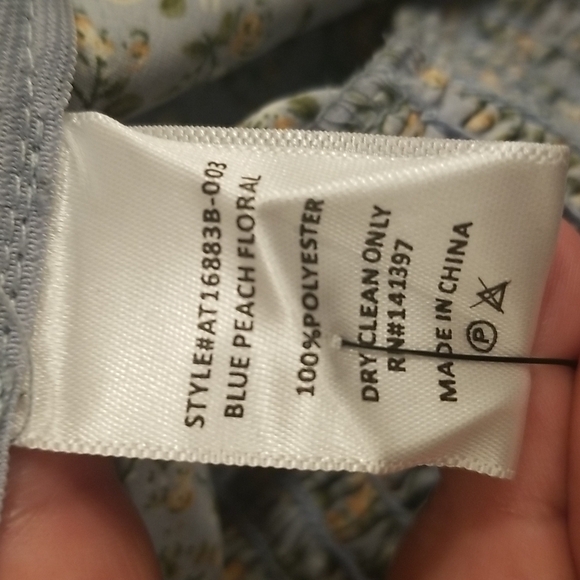 STYLE#AT16883B-003
BLUE PEACH FLORAL
100%POLYESTER
DRY CLEAN ONLY
RN#141397
MADE IN CHINA
P